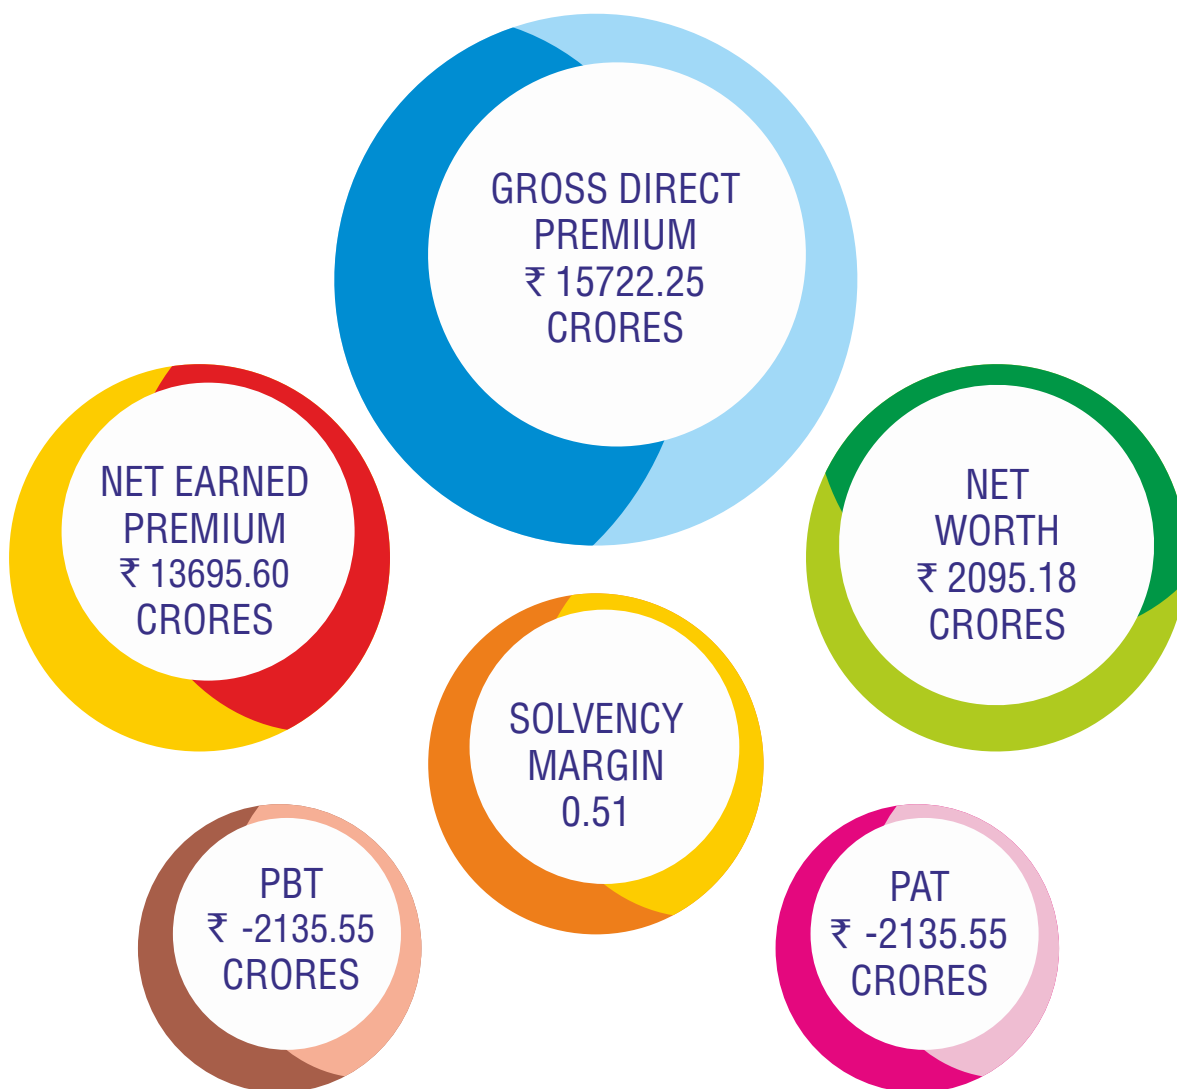 GROSS DIRECT
PREMIUM
₹ 15722.25
CRORES
NET EARNED
PREMIUM
₹ 13695.60
CRORES
NET
WORTH
₹ 2095.18
CRORES
SOLVENCY
MARGIN
0.51
PBT
₹ -2135.55
CRORES
PAT
₹ -2135.55
CRORES